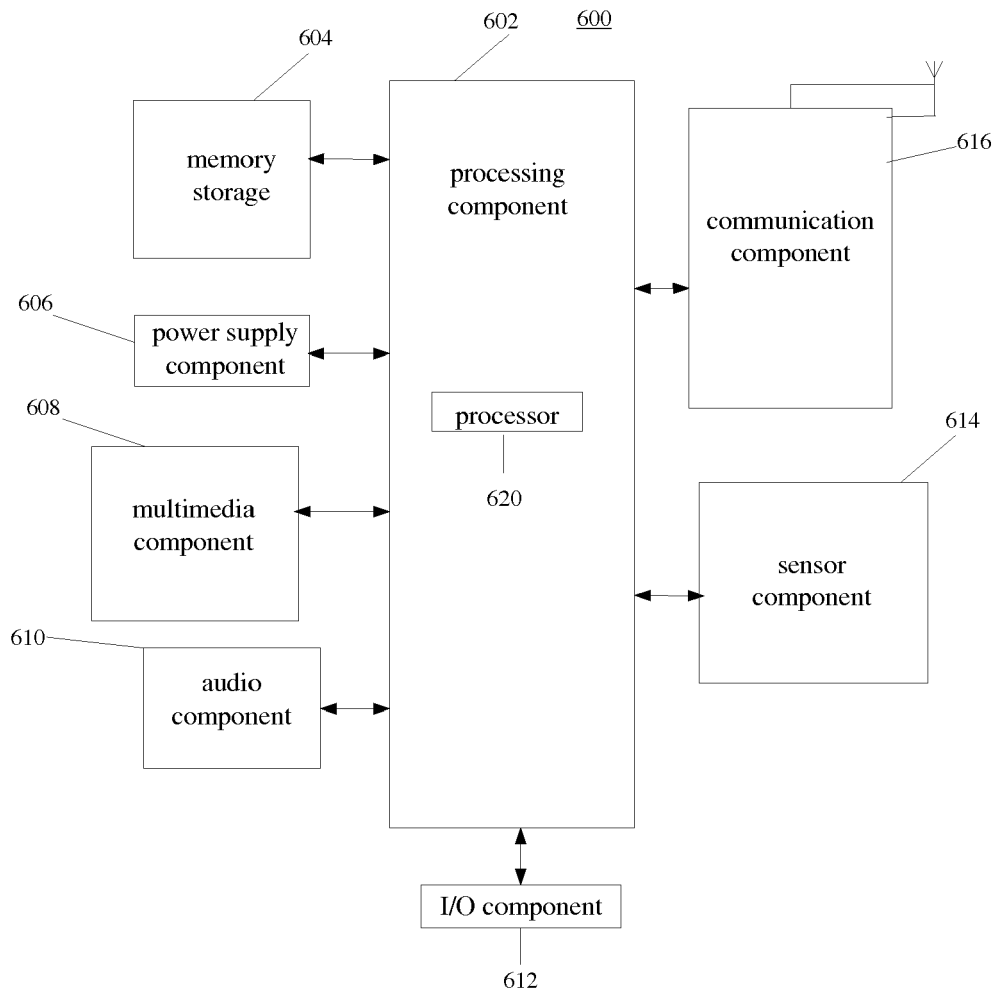 600
602
604
memory
storage
processing
component
616
communication
component
606
power supply
component
608
processor
620
614
multimedia
component
sensor
component
610
audio
component
I/O component
612